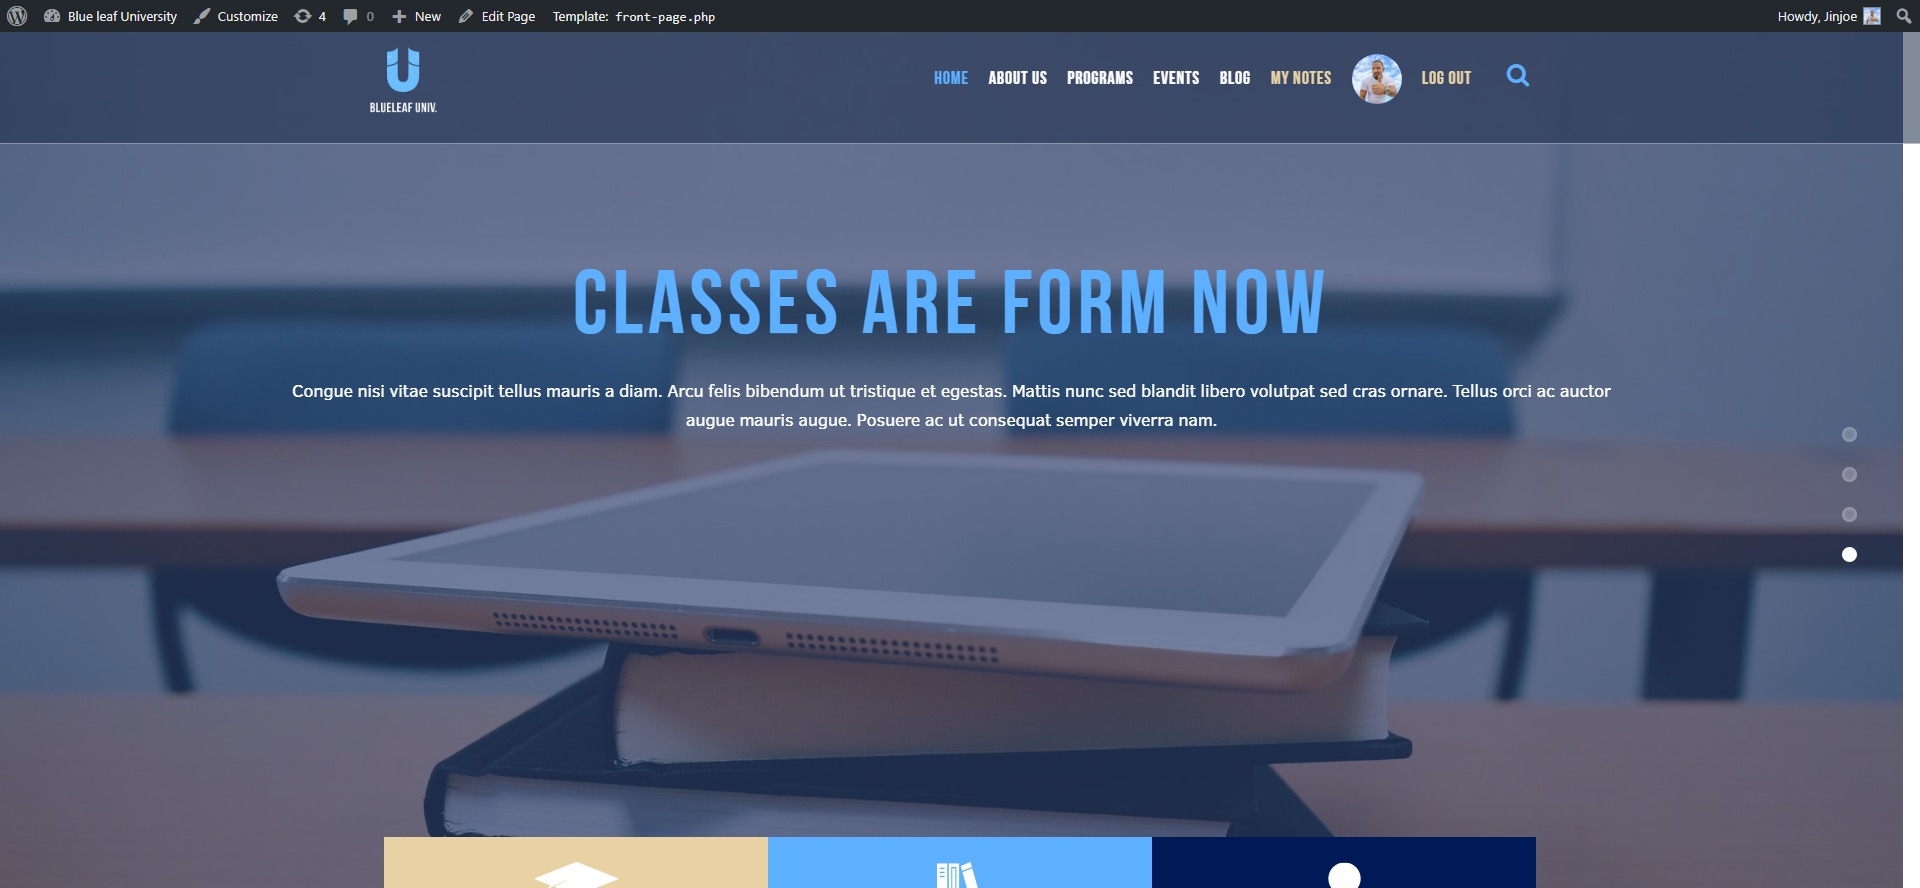 Blue leaf University Customize 4 0 New Edit Page Template: front-page.php Howdy, Jinjoe
BLUELEAF UNIV.
HOME ABOUT US PROGRAMS EVENTS BLOG MY NOTES LOG OUT
CLASSES ARE FORM NOW
Congue nisi vitae suscipit tellus mauris a diam. Arcu felis bibendum ut tristique et egestas. Mattis nunc sed blandit libero volutpat sed cras ornare. Tellus orci ac auctor
augue mauris augue. Posuere ac ut consequat semper viverra nam.